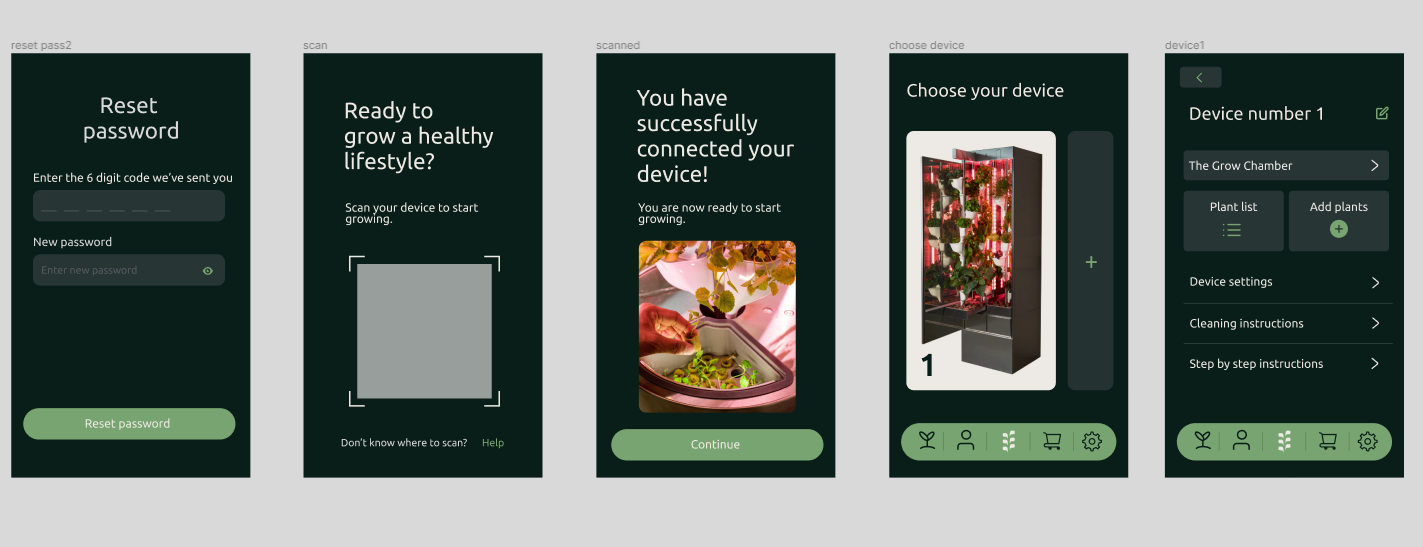 reset pass2
Reset
password
Enter the 6 digit code we've sent you
New password
Enter new password
Reset password
scan
Ready to
grow a healthy
lifestyle?
Scan your device to start
growing.
Don't know where to scan? Help
scanned
You have
successfully
connected your
device!
You are now ready to start
growing.
Continue
choose device
Choose your device
1
device1
Device number 1
The Grow Chamber
Plant list
Add plants
Device settings
Cleaning instructions
Step by step instructions